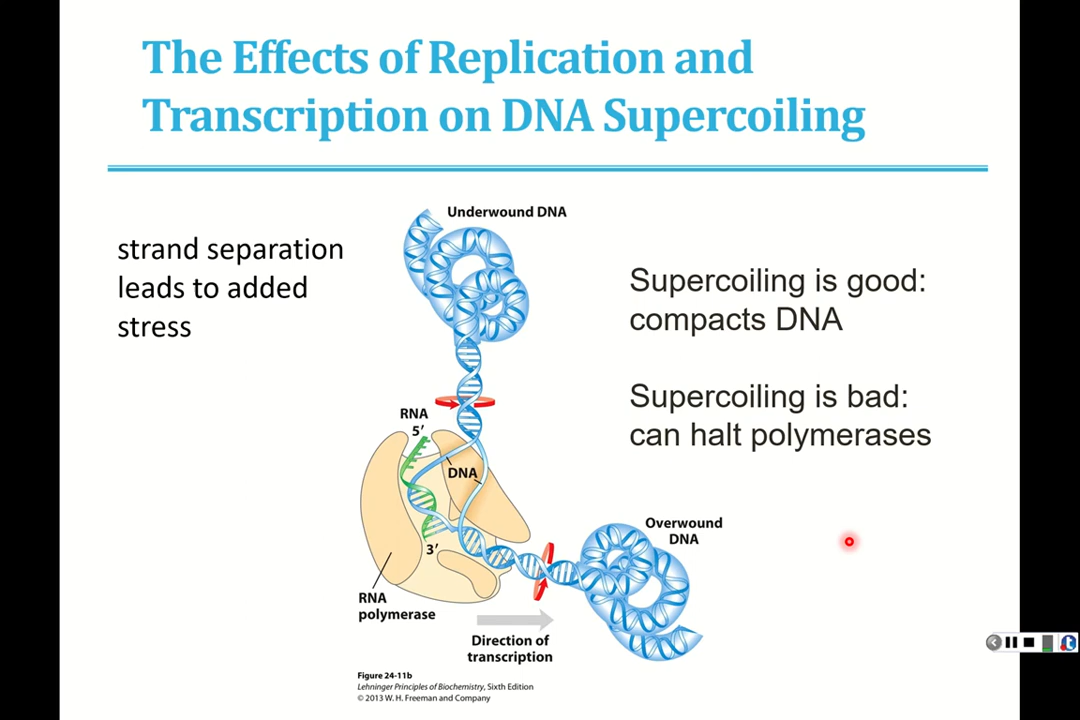 The Effects of Replication and
Transcription on DNA Supercoiling
strand separation
leads to added
stress
Underwound DNA
Supercoiling is good:
compacts DNA
Supercoiling is bad:
can halt polymerases
RNA
5′
DNA
3′
RNA
polymerase
Overwound
DNA
Direction of
transcription
Figure 24-11b
Lehninger Principles of Biochemistry, Sixth Edition
© 2013 W. H. Freeman and Company
t